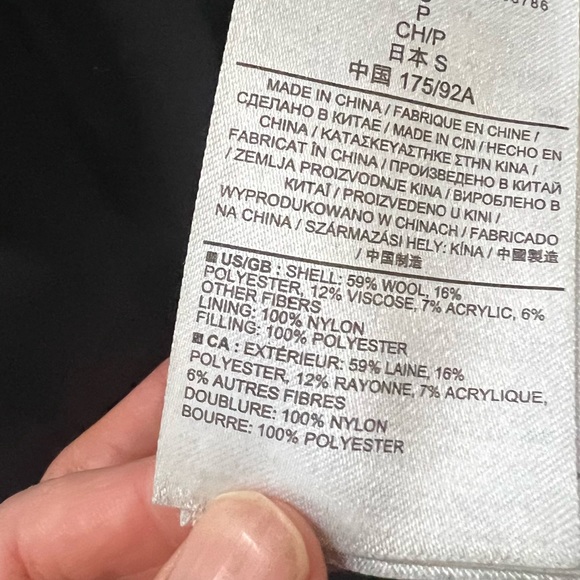 P
CH/P
日本 S
中国 175/92A
MADE IN CHINA / FABRIQUE EN CHINE /
СДЕЛАНО В КИТАЕ / MADE IN CIN / HECHO EN
CHINA / ΚΑΤΑΣΚΕΥΑΣΤΗΚΕ ΣΤΗΝ ΚΙΝΑ /
FABRICAT ÎN CHINA / ПРОИЗВЕДЕНО В КИТАЙ
/ ZEMLJA PROIZVODNJE KINA / ВИРОБЛЕНО В
КИТАЇ / PROIZVEDENO U KINI /
WYPRODUKOWANO W CHINACH / FABRICADO
NA CHINA / SZÁRMAZÁSI HELY: KÍNA / 中國製造
/ 中国制造
US/GB : SHELL: 59% WOOL, 16%
POLYESTER, 12% VISCOSE, 7% ACRYLIC, 6%
OTHER FIBERS
LINING: 100% NYLON
FILLING: 100% POLYESTER
CA : EXTÉRIEUR: 59% LAINE, 16%
POLYESTER, 12% RAYONNE, 7% ACRYLIQUE,
6% AUTRES FIBRES
DOUBLURE: 100% NYLON
BOURRE: 100% POLYESTER